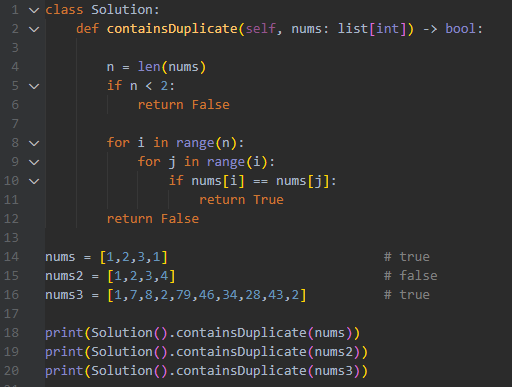 1 class Solution:
2     def containsDuplicate(self, nums: list[int]) -> bool:
3
4         n = len(nums)
5         if n < 2:
6             return False
7
8         for i in range(n):
9             for j in range(i):
10                 if nums[i] == nums[j]:
11                     return True
12         return False
13
14 nums = [1,2,3,1]                            # true
15 nums2 = [1,2,3,4]                           # false
16 nums3 = [1,7,8,2,79,46,34,28,43,2]          # true
17
18 print(Solution().containsDuplicate(nums))
19 print(Solution().containsDuplicate(nums2))
20 print(Solution().containsDuplicate(nums3))